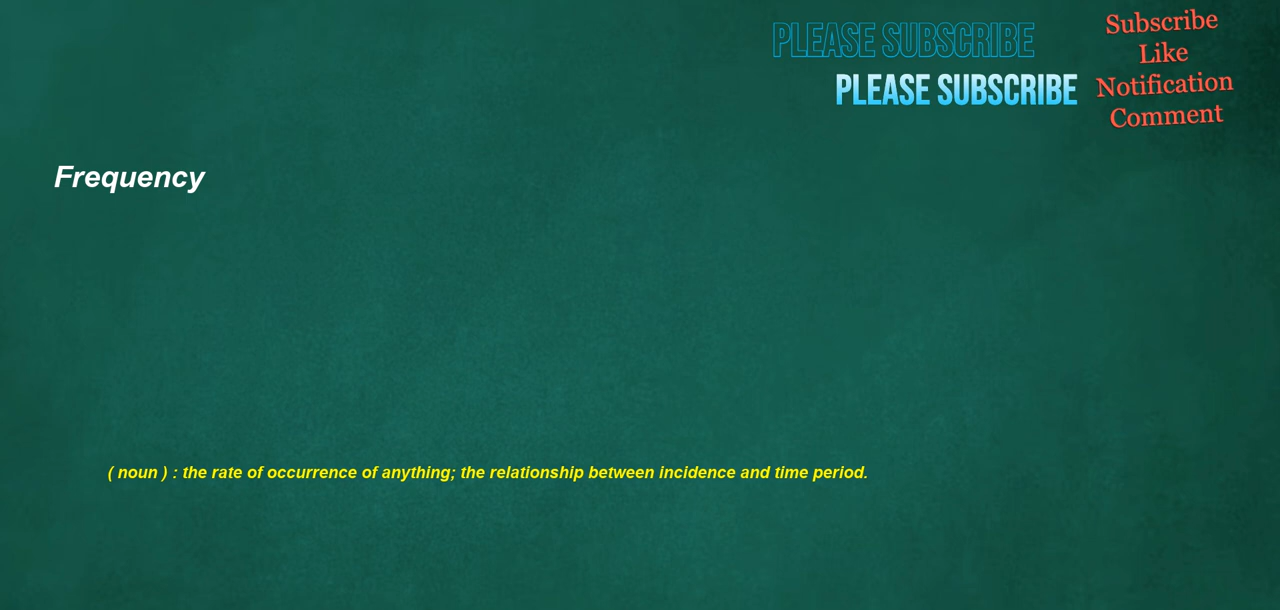 PLEASE SUBSCRIBE
PLEASE SUBSCRIBE
Subscribe
Like
Notification
Comment
Frequency
( noun ) : the rate of occurrence of anything; the relationship between incidence and time period.